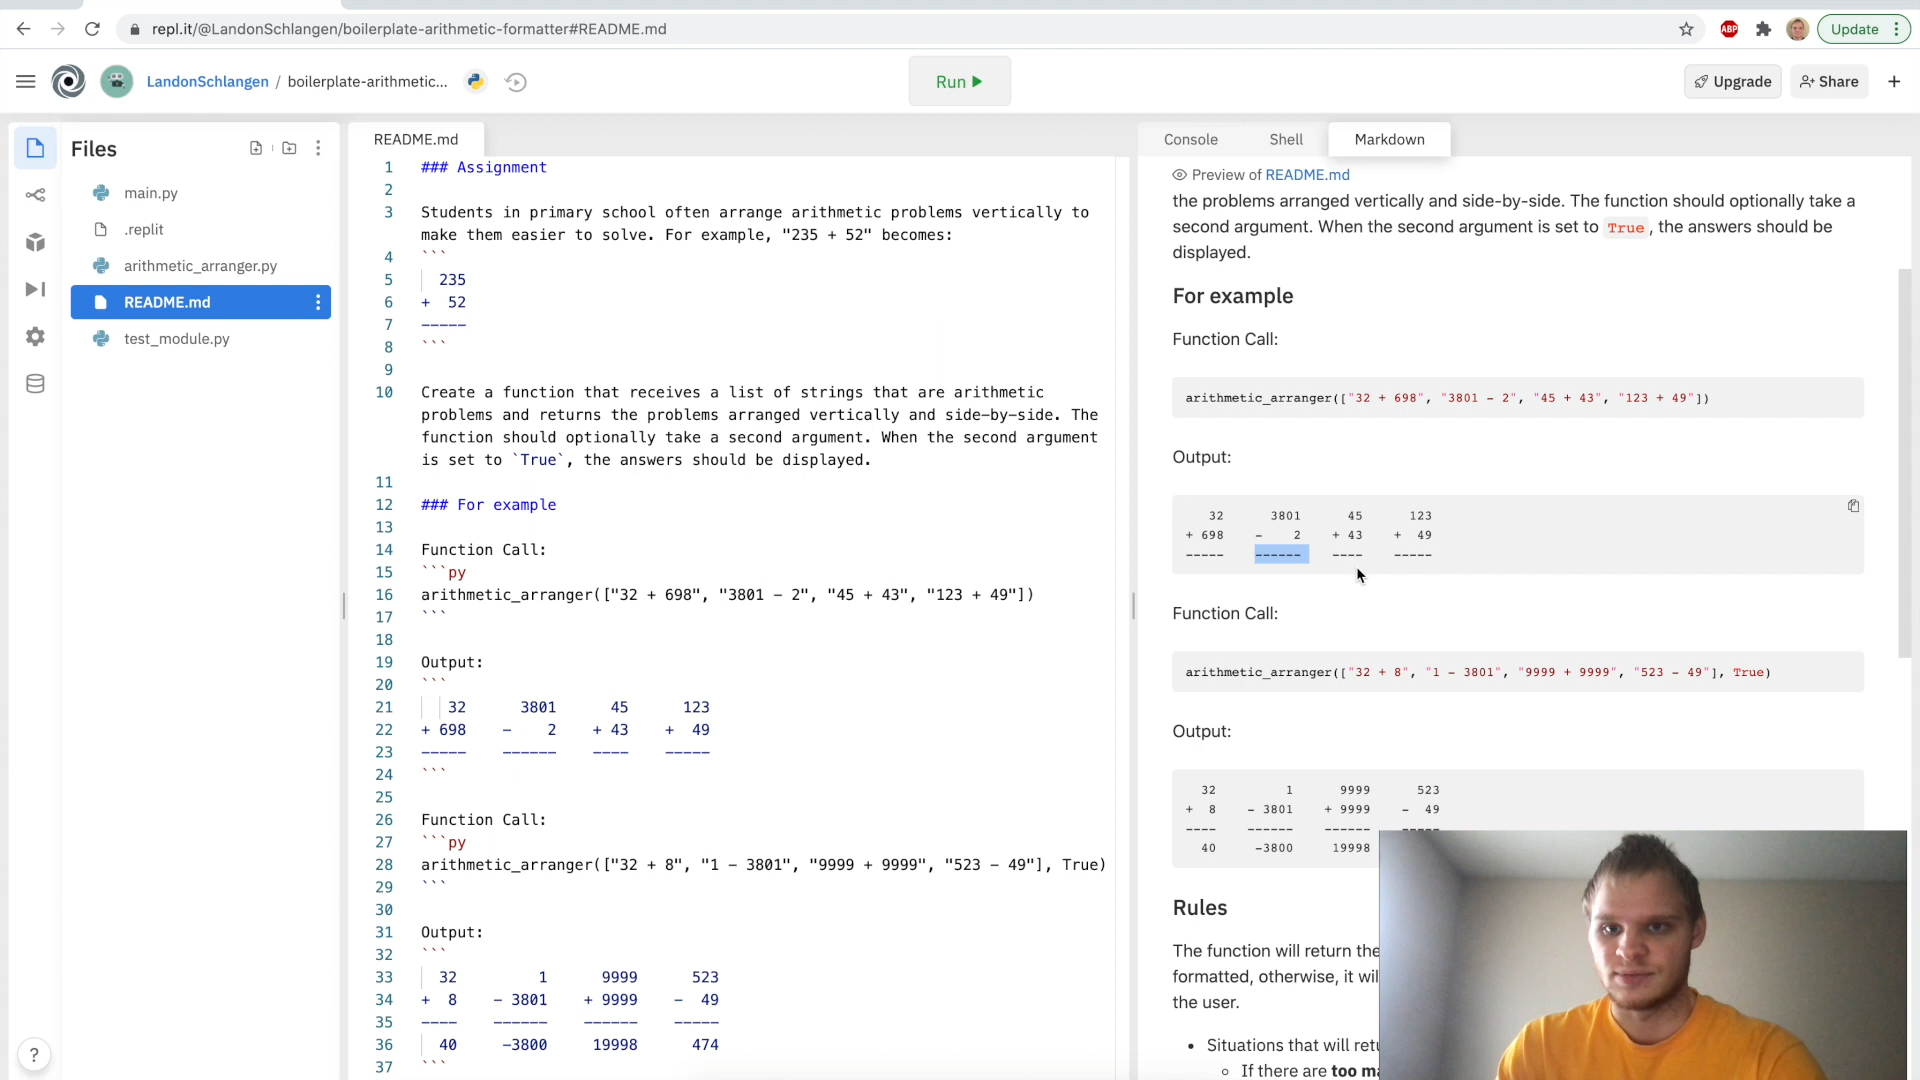 repl.it/@LandonSchlangen/boilerplate-arithmetic-formatter#README.md
ABP
Update
LandonSchlangen / boilerplate-arithmetic...
Run
Upgrade
Share
Files
main.py
.replit
arithmetic_arranger.py
README.md
test_module.py
?
README.md
1 ### Assignment
2
3 Students in primary school often arrange arithmetic problems vertically to
make them easier to solve. For example, "235 + 52" becomes:
4 ```
5   235
6 +  52
7 -----
8 ```
9
10 Create a function that receives a list of strings that are arithmetic
problems and returns the problems arranged vertically and side-by-side. The
function should optionally take a second argument. When the second argument
is set to `True`, the answers should be displayed.
11
12 ### For example
13
14 Function Call:
15 ```py
16 arithmetic_arranger(["32 + 698", "3801 - 2", "45 + 43", "123 + 49"])
17 ```
18
19 Output:
20 ```
21    32      3801      45      123
22 + 698    -    2    + 43    +  49
23 -----    ------    ----    -----
24 ```
25
26 Function Call:
27 ```py
28 arithmetic_arranger(["32 + 8", "1 - 3801", "9999 + 9999", "523 - 49"], True)
29 ```
30
31 Output:
32 ```
33   32         1      9999      523
34 +  8    - 3801    + 9999    -  49
35 ----    ------    ------    -----
36   40     -3800     19998      474
37 ```
Console Shell Markdown
Preview of README.md
the problems arranged vertically and side-by-side. The function should optionally take a
second argument. When the second argument is set to True, the answers should be
displayed.
For example
Function Call:
arithmetic_arranger(["32 + 698", "3801 - 2", "45 + 43", "123 + 49"])
Output:
   32      3801      45      123
+ 698    -    2    + 43    +  49
-----    ------    ----    -----
Function Call:
arithmetic_arranger(["32 + 8", "1 - 3801", "9999 + 9999", "523 - 49"], True)
Output:
  32         1      9999      523
+  8    - 3801    + 9999    -  49
----    ------    ------    -----
  40     -3800     19998
Rules
The function will return the
formatted, otherwise, it wil
the user.
• Situations that will retu
If there are too ma